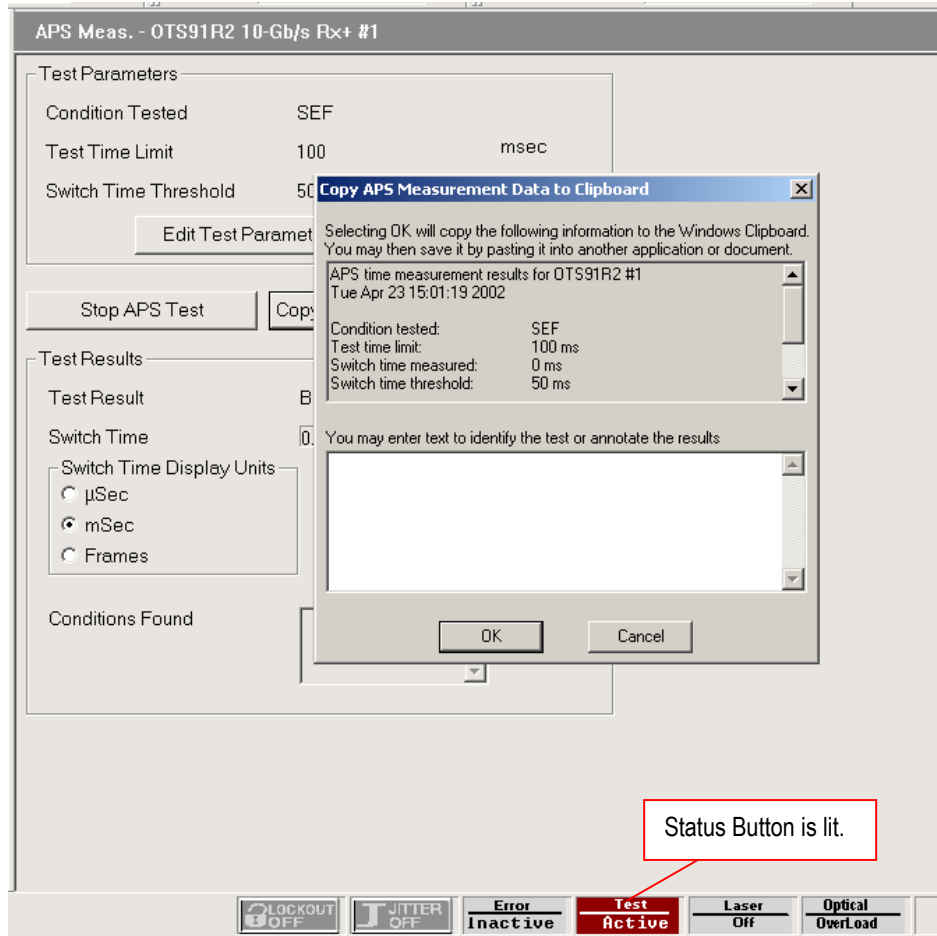 APS Meas. - OTS91R2 10-Gb/s Rx+ #1
Test Parameters
Condition Tested SEF
Test Time Limit 100 msec
Switch Time Threshold 50
Edit Test Paramet
Stop APS Test Copy
Test Results
Test Result B
Switch Time 0.
Switch Time Display Units
µSec
mSec
Frames
Conditions Found
Copy APS Measurement Data to Clipboard
Selecting OK will copy the following information to the Windows Clipboard.
You may then save it by pasting it into another application or document.
APS time measurement results for OTS91R2 #1
Tue Apr 23 15:01:19 2002
Condition tested: SEF
Test time limit: 100 ms
Switch time measured: 0 ms
Switch time threshold: 50 ms
You may enter text to identify the test or annotate the results
OK Cancel
Status Button is lit.
LOCKOUT OFF
JITTER OFF
Error Inactive
Test Active
Laser Off
Optical OverLoad